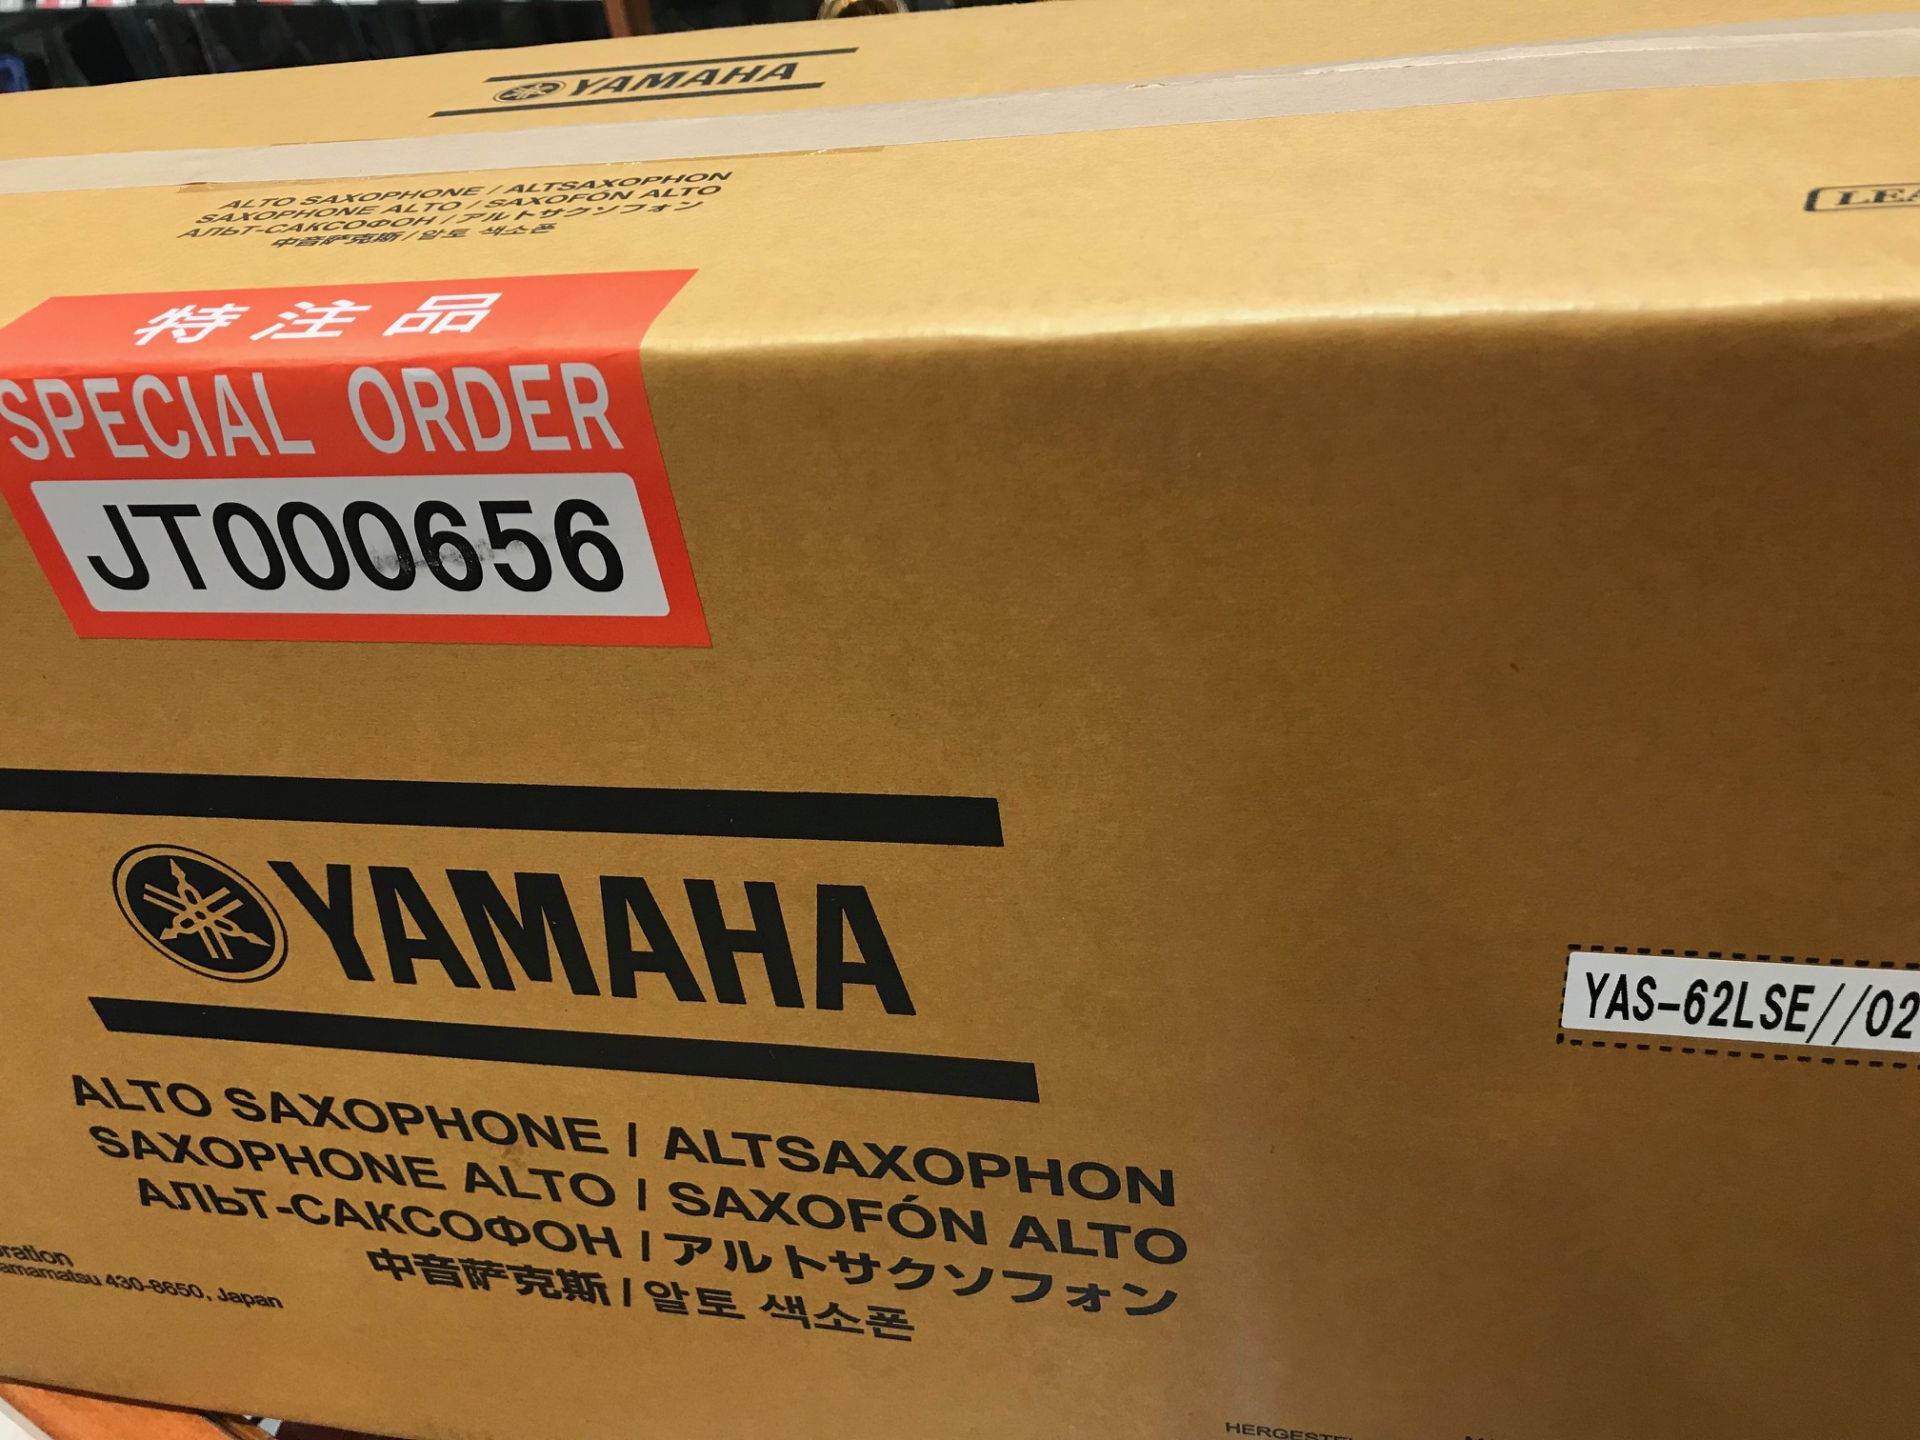 YAMAHA
ALTO SAXOPHONE / ALTSAXOPHON
SAXOPHONE ALTO / SAXOFÓN ALTO
АЛЬТ-САКСОФОН / アルトサクソフォン
中音萨克斯 / 알토 색소폰
特注品
SPECIAL ORDER
JT000656
YAMAHA
YAS-62LSE//02
ALTO SAXOPHONE / ALTSAXOPHON
SAXOPHONE ALTO / SAXOFÓN ALTO
АЛЬТ-САКСОФОН / アルトサクソフォン
中音萨克斯 / 알토 색소폰
430-8650, Japan